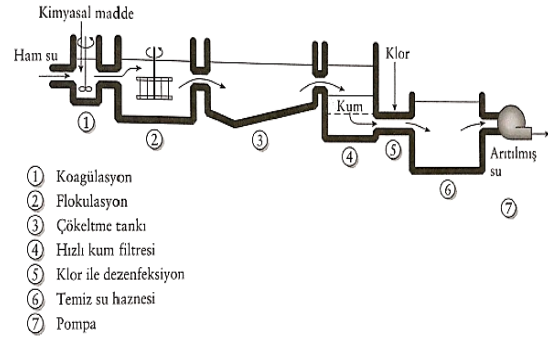 Kimyasal madde
Ham su
Klor
Kum
Arıtılmış
su
①
②
③
④
⑤
⑥
⑦
① Koagülasyon
② Flokulasyon
③ Çökeltme tankı
④ Hızlı kum filtresi
⑤ Klor ile dezenfeksiyon
⑥ Temiz su haznesi
⑦ Pompa